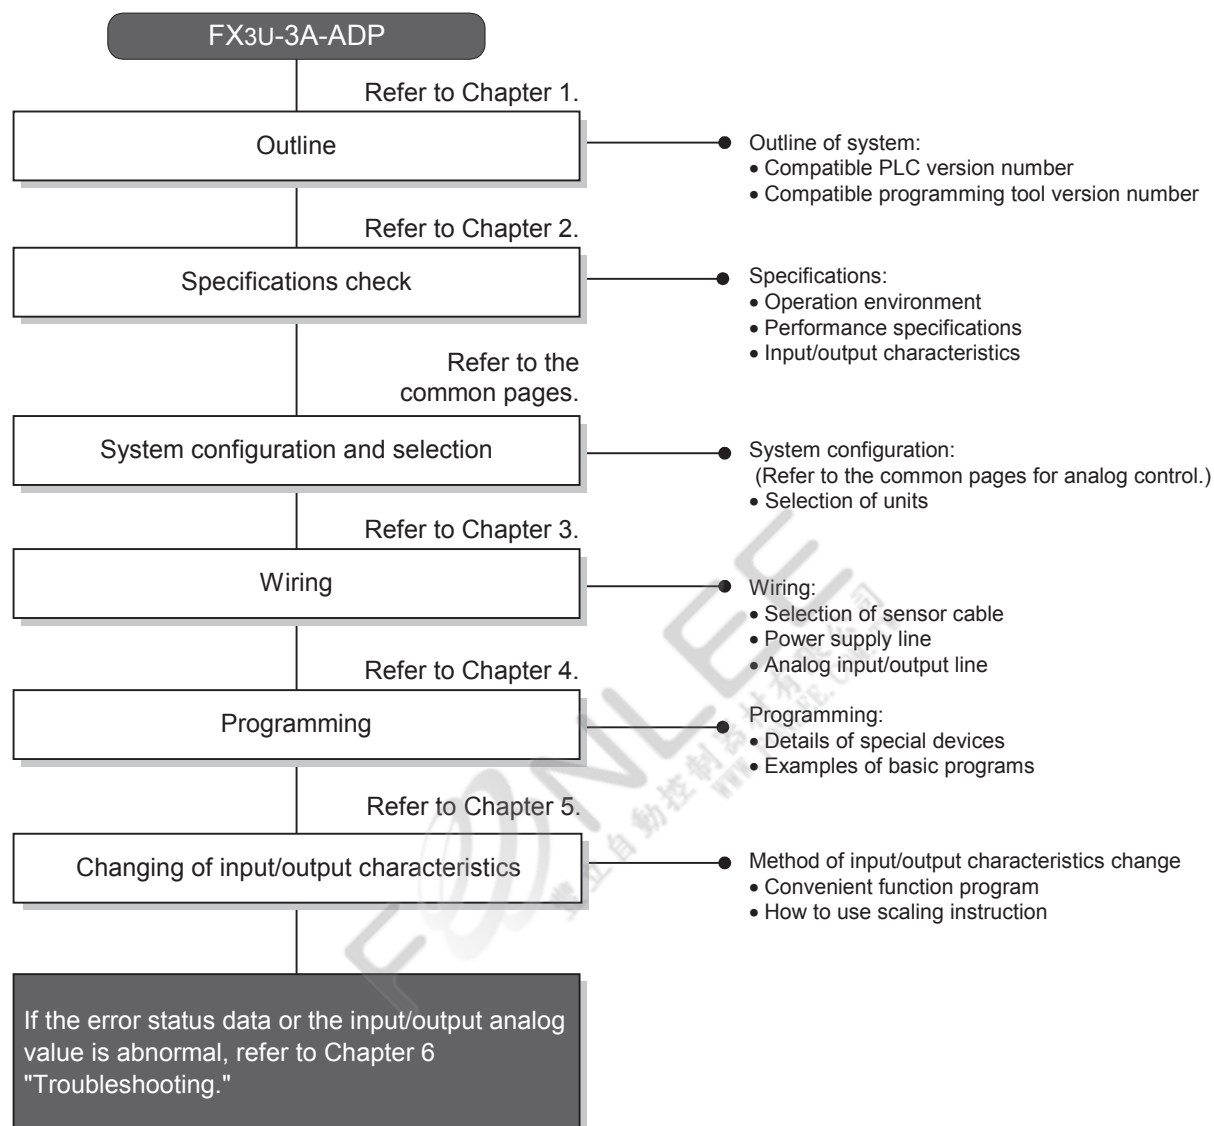 FX3U-3A-ADP
Refer to Chapter 1.
Outline
Outline of system:
• Compatible PLC version number
• Compatible programming tool version number
Refer to Chapter 2.
Specifications check
Specifications:
• Operation environment
• Performance specifications
• Input/output characteristics
Refer to the
common pages.
System configuration and selection
System configuration:
(Refer to the common pages for analog control.)
• Selection of units
Refer to Chapter 3.
Wiring
Wiring:
• Selection of sensor cable
• Power supply line
• Analog input/output line
Refer to Chapter 4.
Programming
Programming:
• Details of special devices
• Examples of basic programs
Refer to Chapter 5.
Changing of input/output characteristics
Method of input/output characteristics change
• Convenient function program
• How to use scaling instruction
If the error status data or the input/output analog
value is abnormal, refer to Chapter 6
"Troubleshooting."